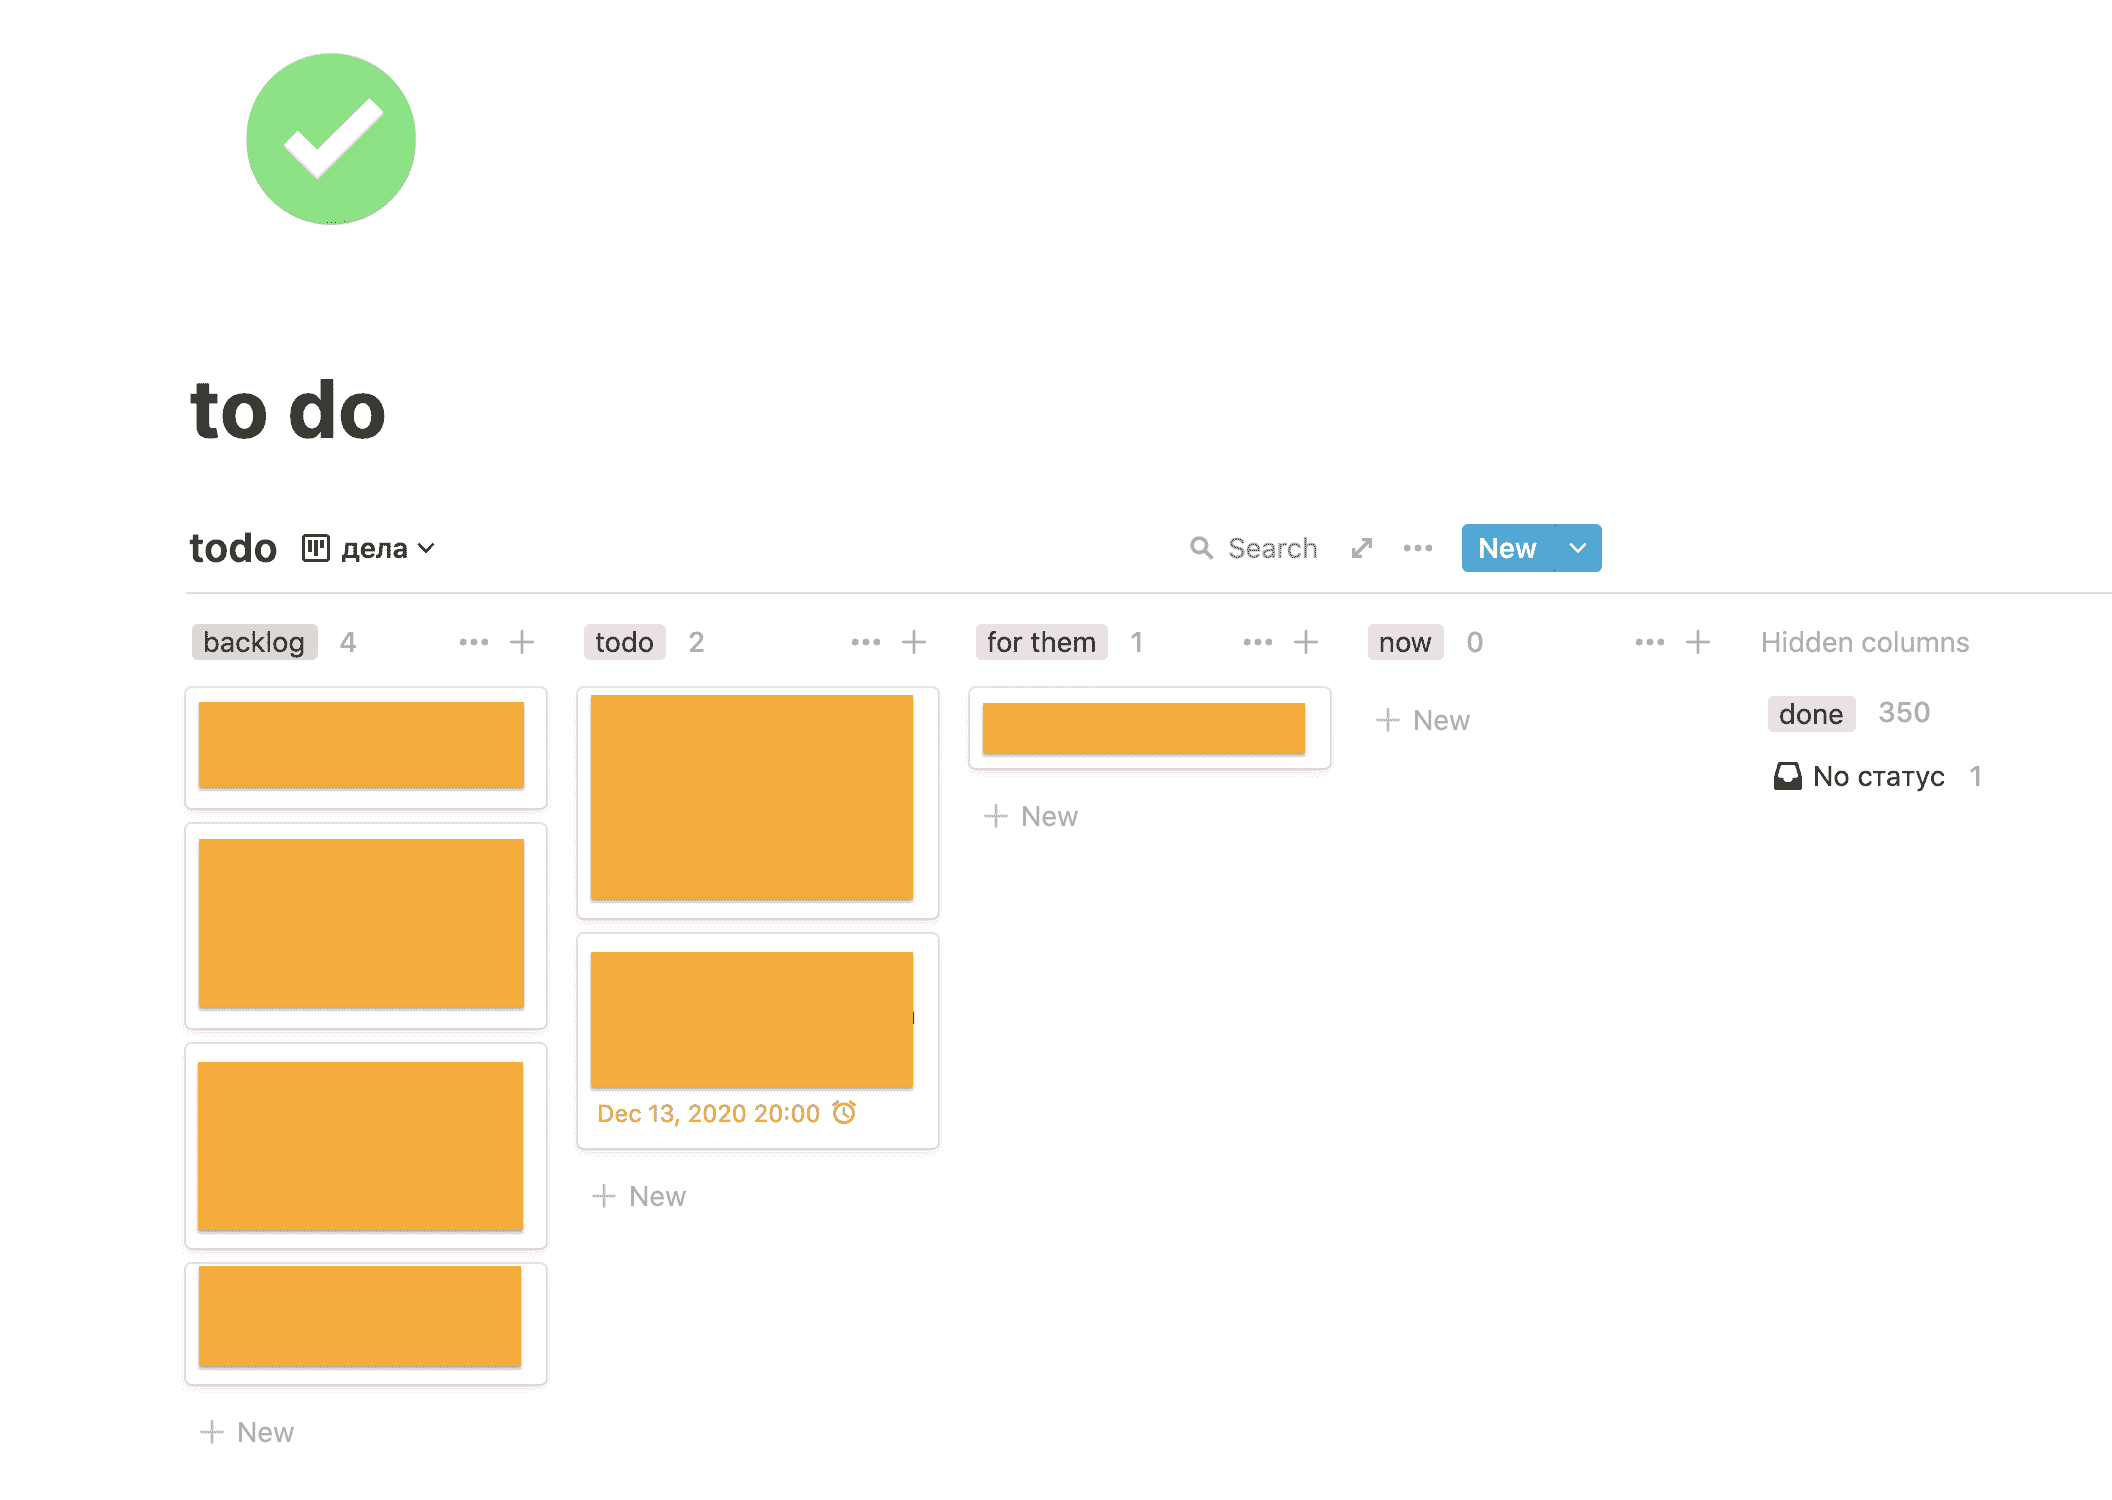 to do
todo дела Search New
backlog 4 todo 2 for them 1 now 0 Hidden columns
done 350
New
No статус 1
New
Dec 13, 2020 20:00
New
New